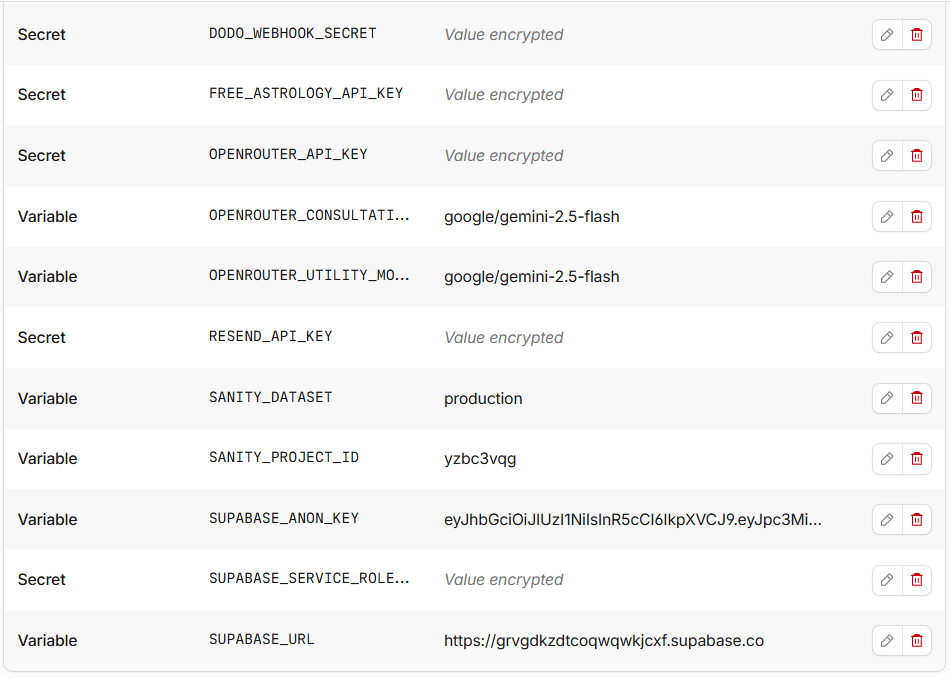 Secret DODO_WEBHOOK_SECRET Value encrypted
Secret FREE_ASTROLOGY_API_KEY Value encrypted
Secret OPENROUTER_API_KEY Value encrypted
Variable OPENROUTER_CONSULTATI... google/gemini-2.5-flash
Variable OPENROUTER_UTILITY_MO... google/gemini-2.5-flash
Secret RESEND_API_KEY Value encrypted
Variable SANITY_DATASET production
Variable SANITY_PROJECT_ID yzbc3vqg
Variable SUPABASE_ANON_KEY eyJhbGciOiJIUzI1NiIsInR5cCI6IkpXVCJ9.eyJpc3Mi...
Secret SUPABASE_SERVICE_ROLE... Value encrypted
Variable SUPABASE_URL https://grvgdkzdtcoqwqwkjcxf.supabase.co